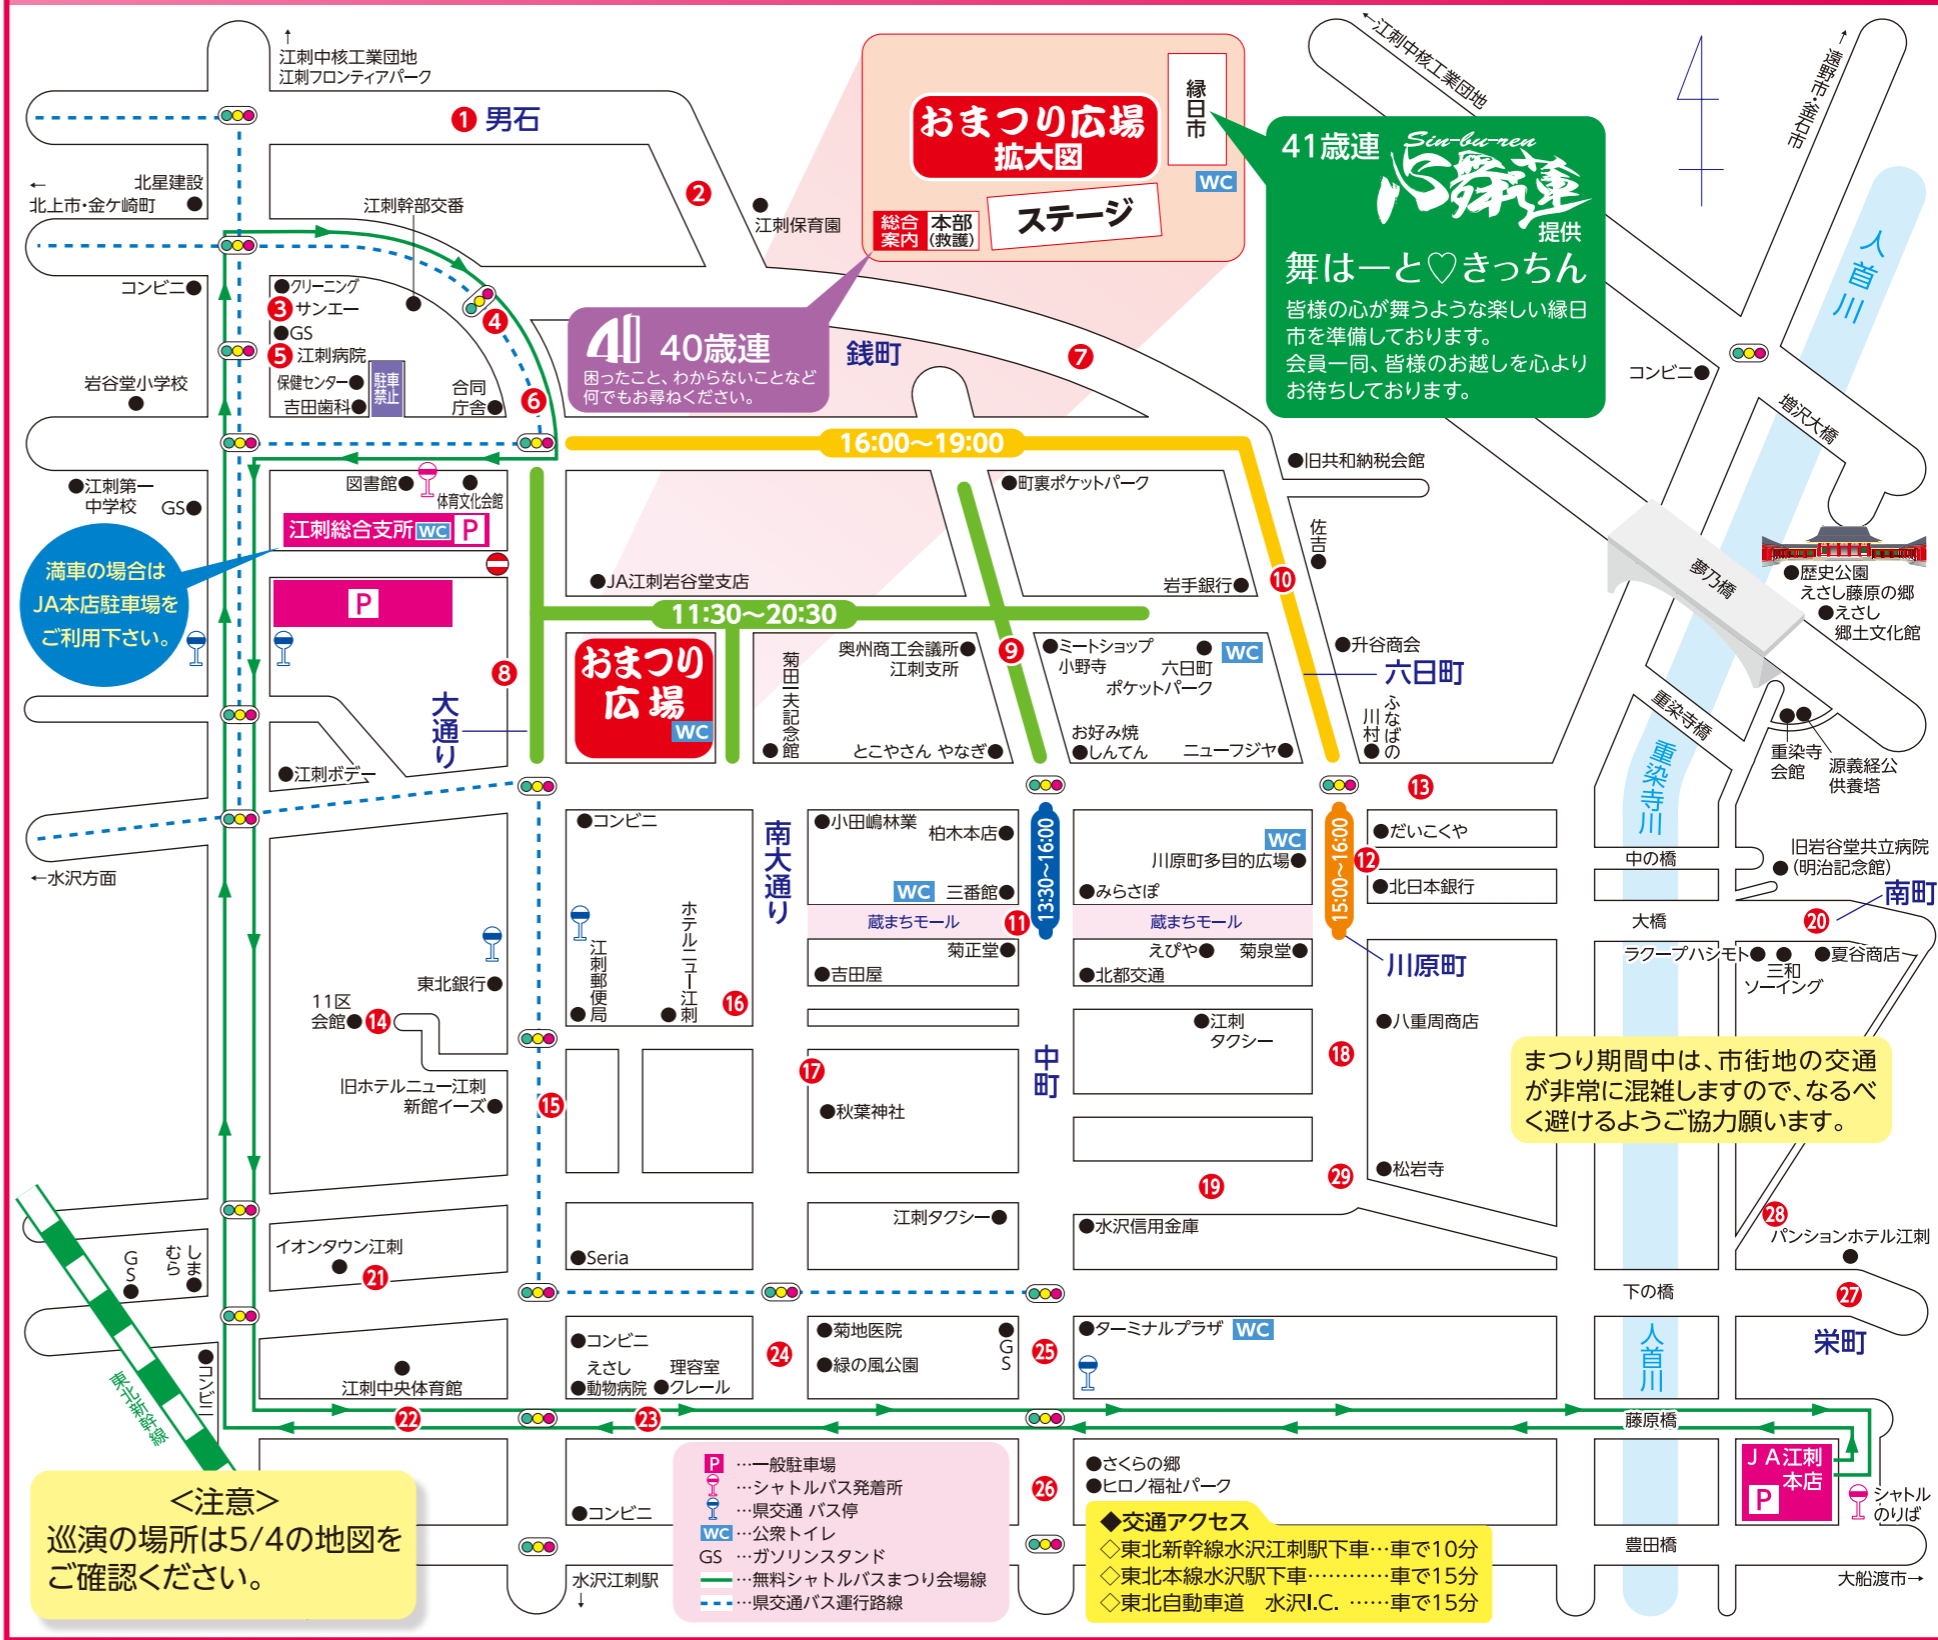 ↑
江刺中核工業団地
江刺フロンティアパーク
1 男石
2
←
北上市・金ケ崎町
北星建設
江刺幹部交番
江刺保育園
おまつり広場
拡大図
縁日市
WC
ステージ
総合案内
本部
(救護)
41歳連
Sin-bu-ren
心舞蓮
提供
舞はーと♡きっちん
皆様の心が舞うような楽しい縁日
市を準備しております。
会員一同、皆様のお越しを心より
お待ちしております。
←江刺中核工業団地
↑遠野市・釜石市
人首川
コンビニ
増沢大橋
コンビニ
クリーニング
3 サンエー
GS
5 江刺病院
保健センター
吉田歯科
駐車禁止
合同
庁舎
4
6
岩谷堂小学校
40歳連
困ったこと、わからないことなど
何でもお尋ねください。
銭町
7
16:00〜19:00
江刺第一
中学校
GS
図書館
体育文化会館
江刺総合支所 WC P
満車の場合は
JA本店駐車場を
ご利用下さい。
P
JA江刺岩谷堂支店
町裏ポケットパーク
岩手銀行
10
旧共和納税会館
佐吉
夢乃橋
歴史公園
えさし藤原の郷
えさし
郷土文化館
11:30〜20:30
8
大通り
おまつり
広場
WC
菊田一夫記念館
奥州商工会議所
江刺支所
とこやさん やなぎ
9
ミートショップ
小野寺
六日町
ポケットパーク
WC
お好み焼
しんてん
ニューフジヤ
升谷商会
六日町
ふなばの
川村
13
重染寺橋
重染寺川
重染寺
会館
源義経公
供養塔
江刺ボデー
←水沢方面
コンビニ
南大通り
小田嶋林業
柏木本店
WC 三番館
蔵まちモール
11
13:30〜16:00
菊正堂
吉田屋
WC
川原町多目的広場
みらさぽ
蔵まちモール
えびや
菊泉堂
北都交通
15:00〜16:00
12
だいこくや
北日本銀行
川原町
中の橋
大橋
旧岩谷堂共立病院
(明治記念館)
南町
20
ラクープハシモト
三和
ソーイング
夏谷商店
東北銀行
江刺郵便局
ホテルニュー江刺
16
11区
会館 14
旧ホテルニュー江刺
新館イーズ
15
17
秋葉神社
中町
江刺
タクシー
18
八重周商店
まつり期間中は、市街地の交通
が非常に混雑しますので、なるべ
く避けるようご協力願います。
松岩寺
29
19
水沢信用金庫
江刺タクシー
Seria
28
パンションホテル江刺
27
下の橋
栄町
人首川
GS
しまむら
イオンタウン江刺
21
コンビニ
東北新幹線
江刺中央体育館
22
コンビニ
えさし
動物病院
理容室
クレール
23
24
菊地医院
緑の風公園
GS
25
ターミナルプラザ WC
藤原橋
26
さくらの郷
ヒロノ福祉パーク
JA江刺
本店
P
シャトル
のりば
豊田橋
大船渡市→
コンビニ
水沢江刺駅
↓
<注意>
巡演の場所は5/4の地図を
ご確認ください。
P …一般駐車場
…シャトルバス発着所
…県交通 バス停
WC …公衆トイレ
GS …ガソリンスタンド
…無料シャトルバスまつり会場線
…県交通バス運行路線
◆交通アクセス
◇東北新幹線水沢江刺駅下車…車で10分
◇東北本線水沢駅下車…………車で15分
◇東北自動車道 水沢I.C. ……車で15分